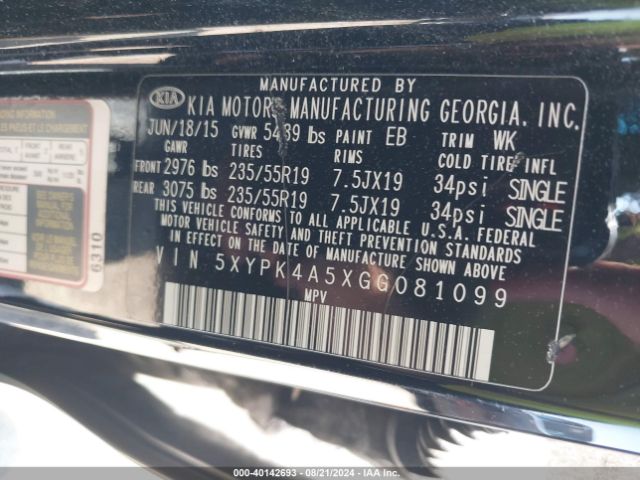 MANUFACTURED BY
KIA KIA MOTORS MANUFACTURING GEORGIA, INC.
JUN/18/15 GVWR 5489 lbs PAINT EB TRIM WK
GAWR TIRES RIMS COLD TIRE INFL
FRONT 2976 lbs 235/55R19 7.5JX19 34psi SINGLE
REAR 3075 lbs 235/55R19 7.5JX19 34psi SINGLE
THIS VEHICLE CONFORMS TO ALL APPLICABLE U.S.A. FEDERAL
MOTOR VEHICLE SAFETY AND THEFT PREVENTION STANDARDS
IN EFFECT ON THE DATE OF MANUFACTURE SHOWN ABOVE
VIN 5XYPK4A5XGG081099
MPV
6310
000-40142693 - 08/21/2024 - IAA Inc.